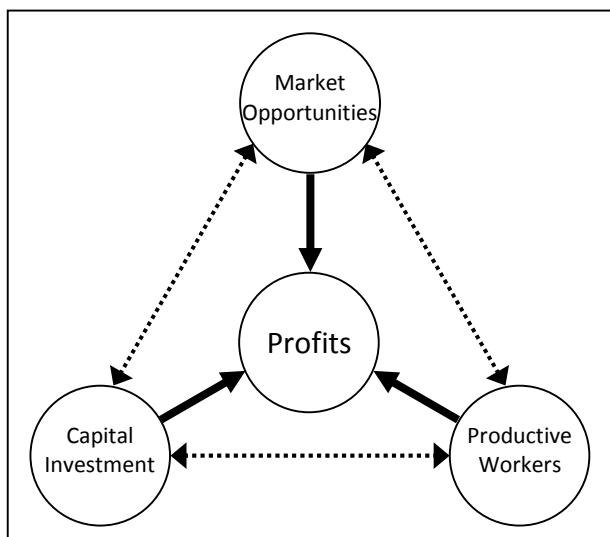 Market
Opportunities
Profits
Capital
Investment
Productive
Workers